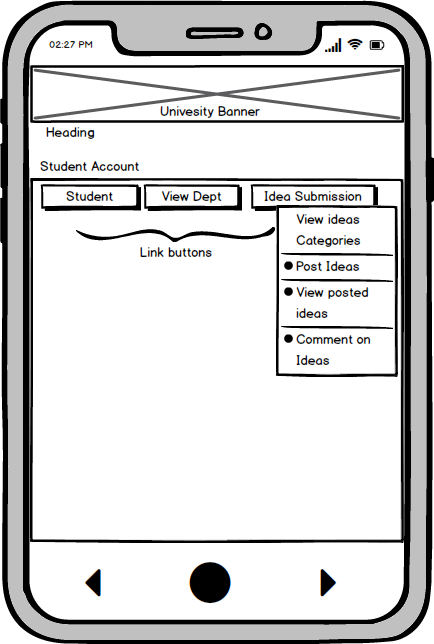 02:27 PM
Univesity Banner
Heading
Student Account
Student
View Dept
Idea Submission
View ideas
Categories
Post Ideas
View posted
ideas
Comment on
Ideas
Link buttons